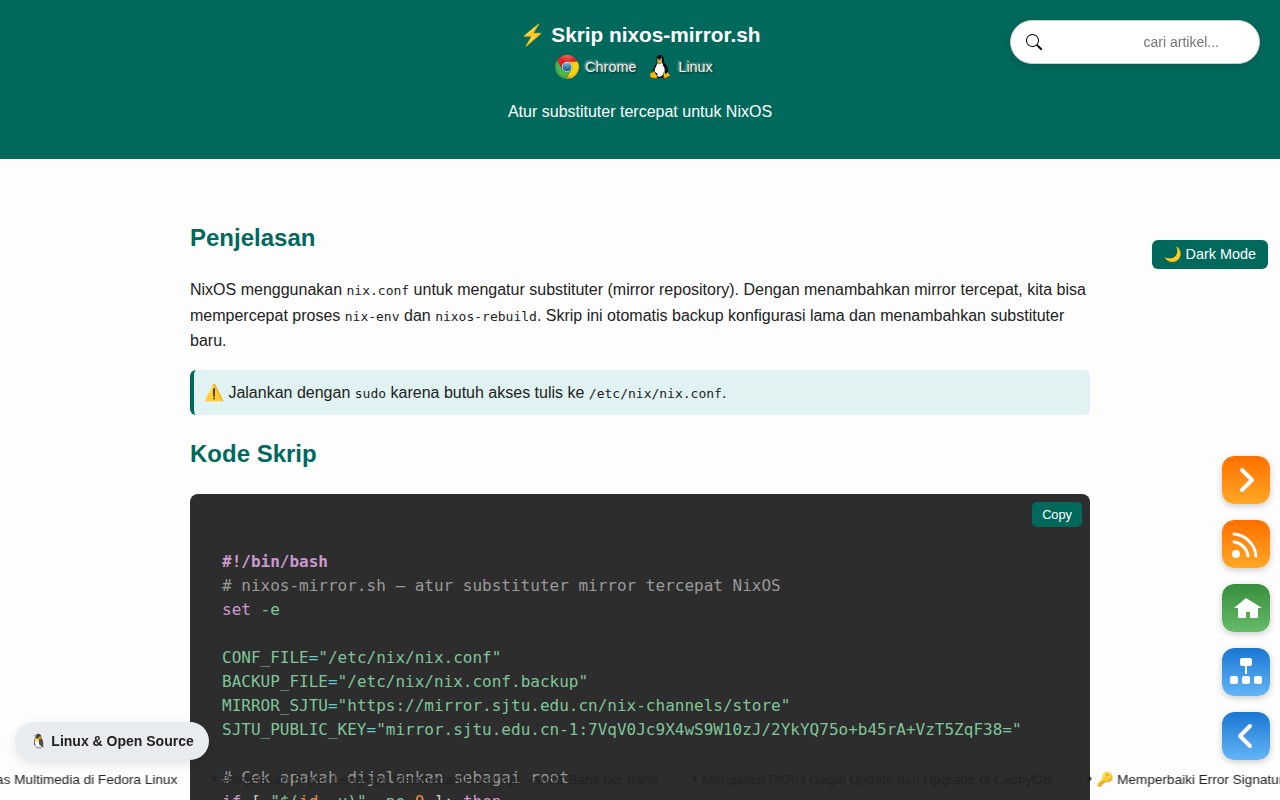 ⚡ Skrip nixos-mirror.sh
Chrome Linux
cari artikel...
Atur substituter tercepat untuk NixOS
Penjelasan
🌙 Dark Mode
NixOS menggunakan nix.conf untuk mengatur substituter (mirror repository). Dengan menambahkan mirror tercepat, kita bisa
mempercepat proses nix-env dan nixos-rebuild. Skrip ini otomatis backup konfigurasi lama dan menambahkan substituter
baru.
⚠️ Jalankan dengan sudo karena butuh akses tulis ke /etc/nix/nix.conf.
Kode Skrip
Copy
#!/bin/bash
# nixos-mirror.sh — atur substituter mirror tercepat NixOS
set -e
CONF_FILE="/etc/nix/nix.conf"
BACKUP_FILE="/etc/nix/nix.conf.backup"
MIRROR_SJTU="https://mirror.sjtu.edu.cn/nix-channels/store"
SJTU_PUBLIC_KEY="mirror.sjtu.edu.cn-1:7VqV0Jc9X4wS9W10zJ/2YkYQ75o+b45rA+VzT5ZqF38="
🐧 Linux & Open Source
# Cek apakah dijalankan sebagai root
as Multimedia di Fedora Linux
Baris per Baris
• Mengatasi PARU Gagal Update dan Upgrade di CachyOS
• 🔑 Memperbaiki Error Signatu
if [ "$(id -u)" -ne 0 ]; then